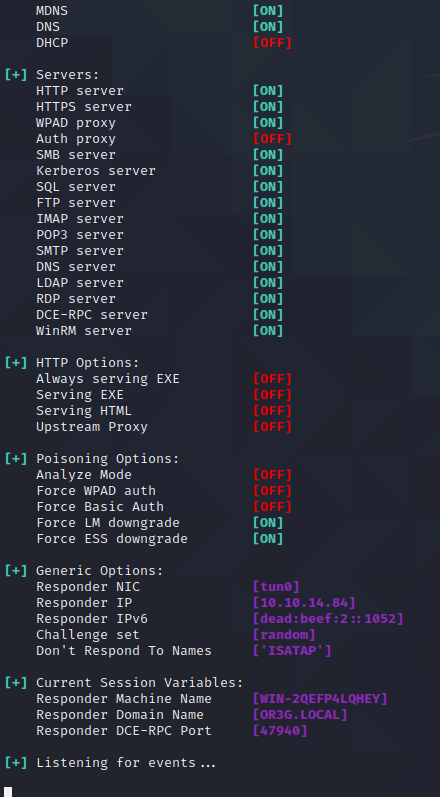 MDNS [ON]
DNS [ON]
DHCP [OFF]
[+] Servers:
HTTP server [ON]
HTTPS server [ON]
WPAD proxy [ON]
Auth proxy [OFF]
SMB server [ON]
Kerberos server [ON]
SQL server [ON]
FTP server [ON]
IMAP server [ON]
POP3 server [ON]
SMTP server [ON]
DNS server [ON]
LDAP server [ON]
RDP server [ON]
DCE-RPC server [ON]
WinRM server [ON]
[+] HTTP Options:
Always serving EXE [OFF]
Serving EXE [OFF]
Serving HTML [OFF]
Upstream Proxy [OFF]
[+] Poisoning Options:
Analyze Mode [OFF]
Force WPAD auth [OFF]
Force Basic Auth [OFF]
Force LM downgrade [ON]
Force ESS downgrade [ON]
[+] Generic Options:
Responder NIC [tun0]
Responder IP [10.10.14.84]
Responder IPv6 [dead:beef:2::1052]
Challenge set [random]
Don't Respond To Names ['ISATAP']
[+] Current Session Variables:
Responder Machine Name [WIN-2QEFP4LQHEY]
Responder Domain Name [OR3G.LOCAL]
Responder DCE-RPC Port [47940]
[+] Listening for events...